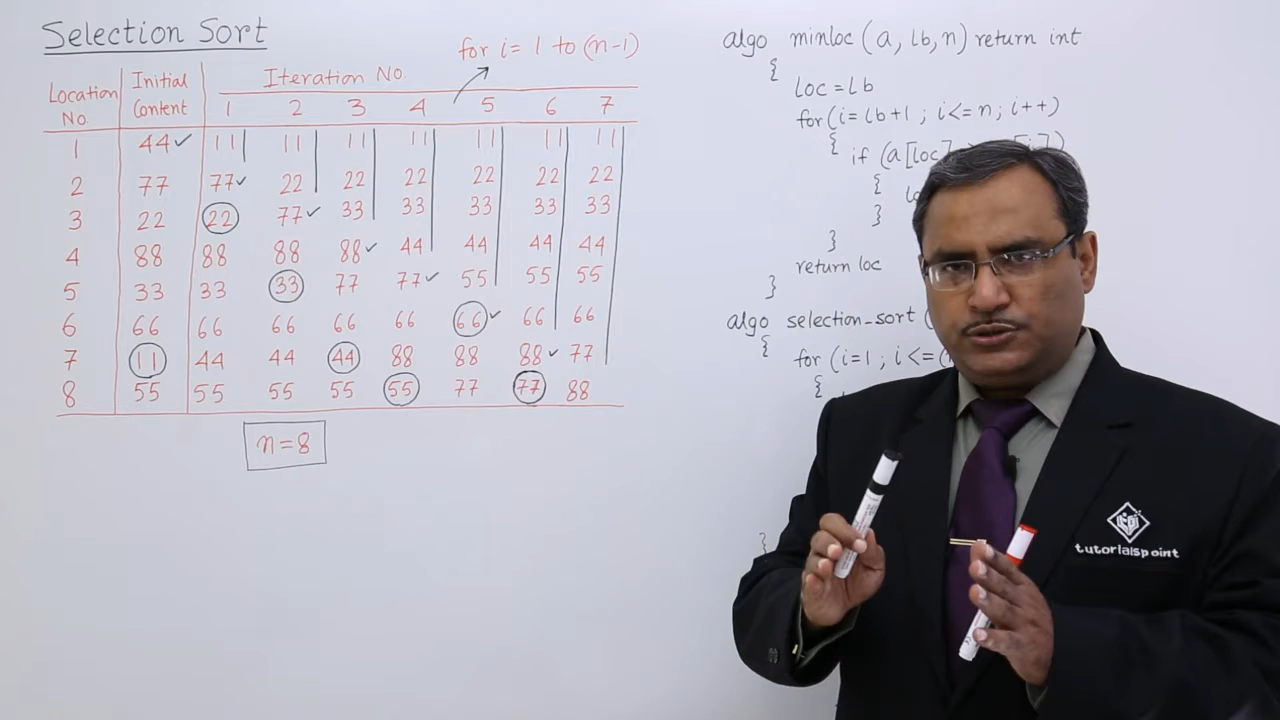 Selection Sort
for i = 1 to (n-1)
Location No. Initial Content Iteration No.
1 2 3 4 5 6 7
1 44✓ 11 11 11 11 11 11 11
2 77 77✓ 22 22 22 22 22 22
3 22 22 77✓ 33 33 33 33 33
4 88 88 88 88✓ 44 44 44 44
5 33 33 33 77 77✓ 55 55 55
6 66 66 66 66 66 66✓ 66 66
7 11 44 44 44 88 88 88✓ 77
8 55 55 55 55 55 77 77 88
n=8
algo minloc (a, lb, n) return int
{
loc = lb
for (i = lb+1 ; i <= n; i++)
{ if (a[loc]
{
}
}
return loc
}
algo selection_sort (
{ for (i=1 ; i <= (
{
}
tutorialspoint